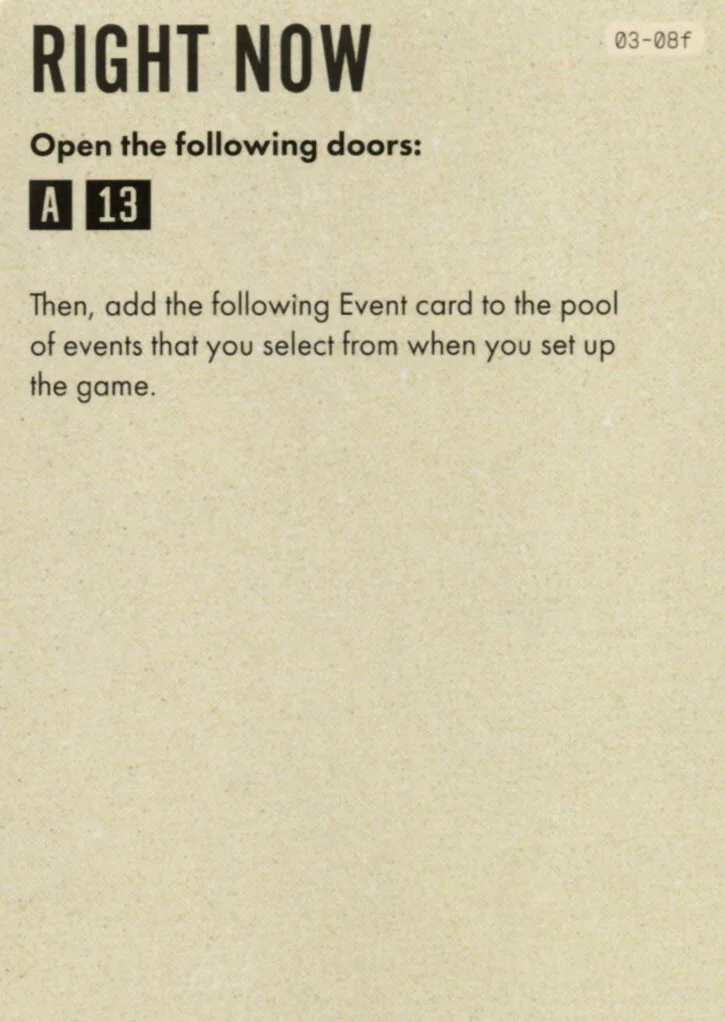 RIGHT NOW
03-08f
Open the following doors:
A 13
Then, add the following Event card to the pool
of events that you select from when you set up
the game.